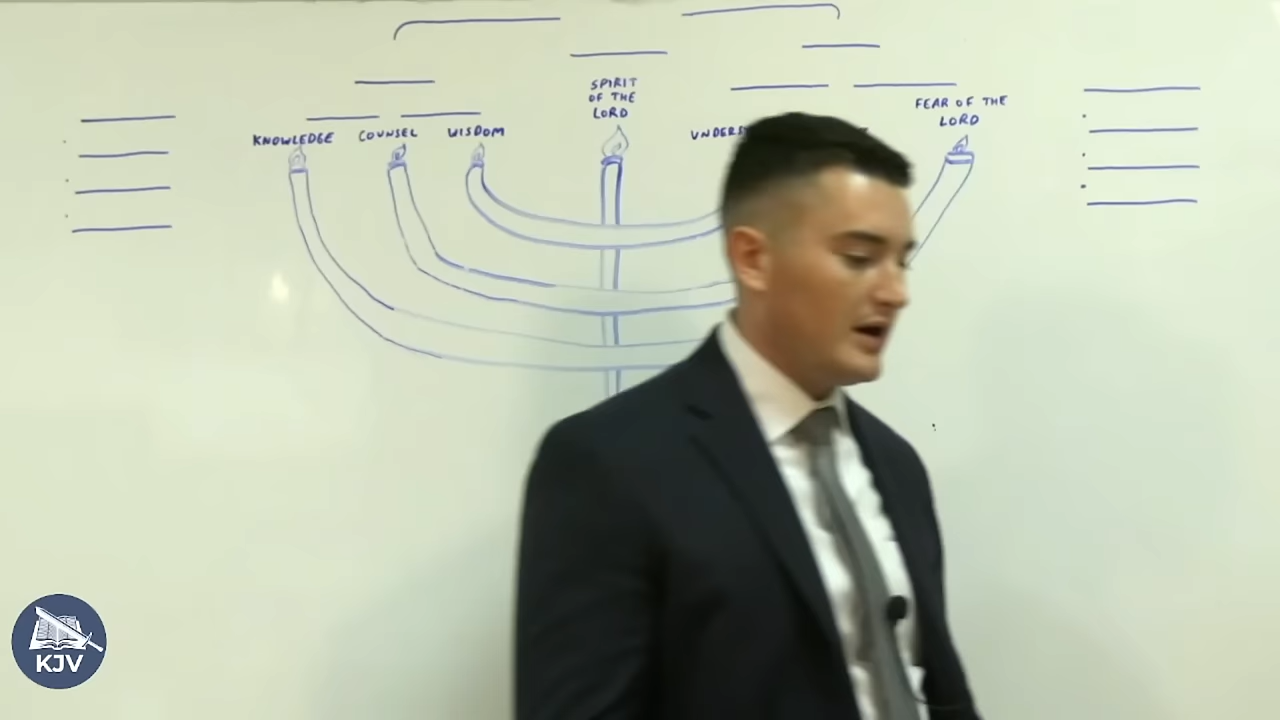 SPIRIT
OF THE
LORD
FEAR OF THE
LORD
KNOWLEDGE
COUNSEL
WISDOM
KJV